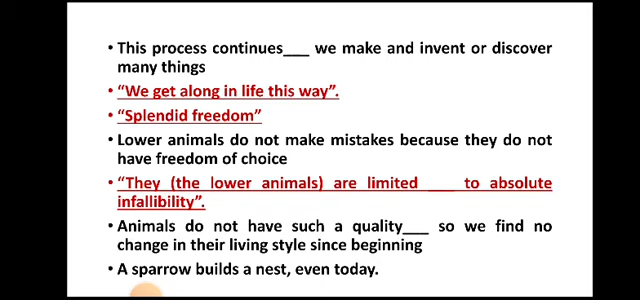 • This process continues___ we make and invent or discover
many things
• “We get along in life this way”.
• “Splendid freedom”
• Lower animals do not make mistakes because they do not
have freedom of choice
• “They (the lower animals) are limited ___ to absolute
infallibility”.
• Animals do not have such a quality___ so we find no
change in their living style since beginning
• A sparrow builds a nest, even today.